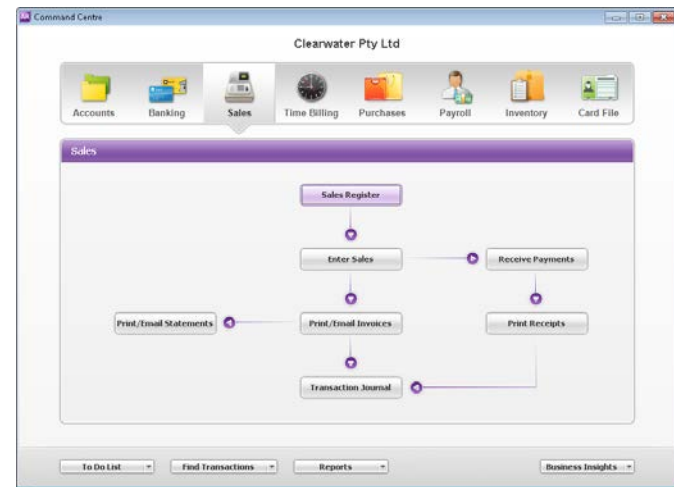 Command Centre
Clearwater Pty Ltd
Accounts Banking Sales Time Billing Purchases Payroll Inventory Card File
Sales
Sales Register
Enter Sales Receive Payments
Print/Email Statements Print/Email Invoices Print Receipts
Transaction Journal
To Do List Find Transactions Reports Business Insights